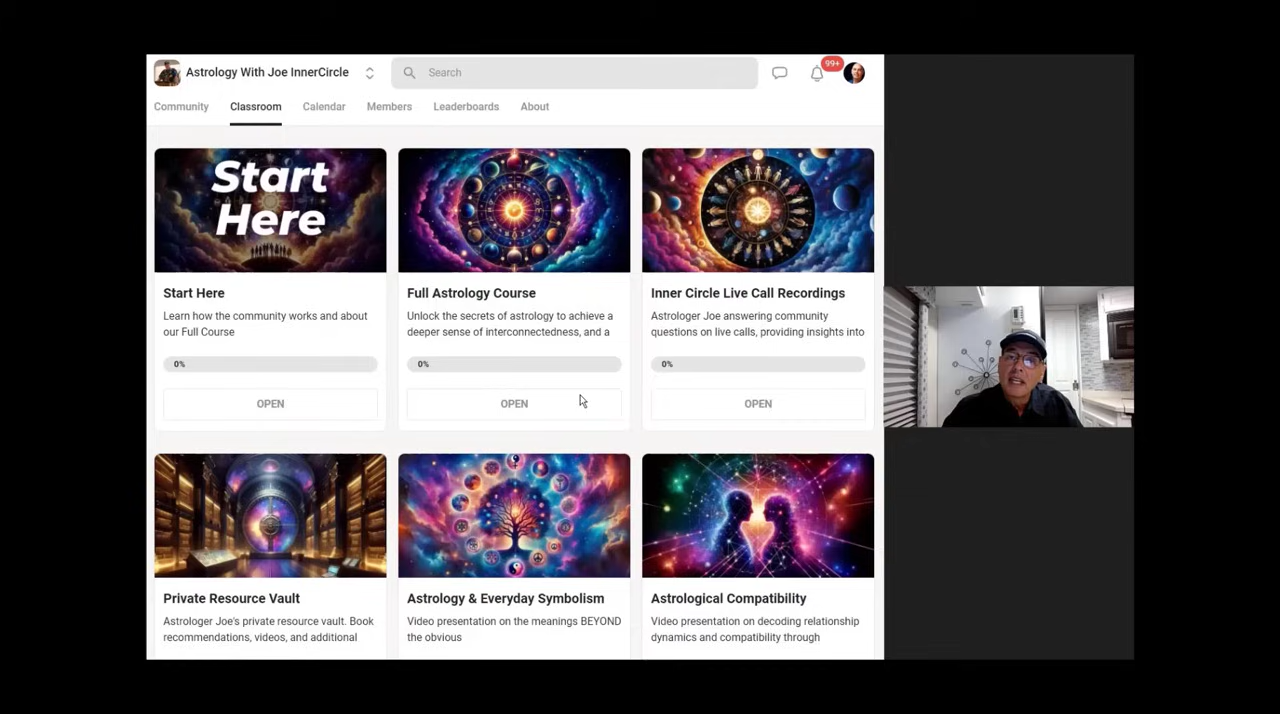 Astrology With Joe InnerCircle
Search
99+
Community
Classroom
Calendar
Members
Leaderboards
About
Start
Here
Start Here
Learn how the community works and about
our Full Course
0%
OPEN
Full Astrology Course
Unlock the secrets of astrology to achieve a
deeper sense of interconnectedness, and a
0%
OPEN
Inner Circle Live Call Recordings
Astrologer Joe answering community
questions on live calls, providing insights into
0%
OPEN
Private Resource Vault
Astrologer Joe's private resource vault. Book
recommendations, videos, and additional
Astrology & Everyday Symbolism
Video presentation on the meanings BEYOND
the obvious
Astrological Compatibility
Video presentation on decoding relationship
dynamics and compatibility through